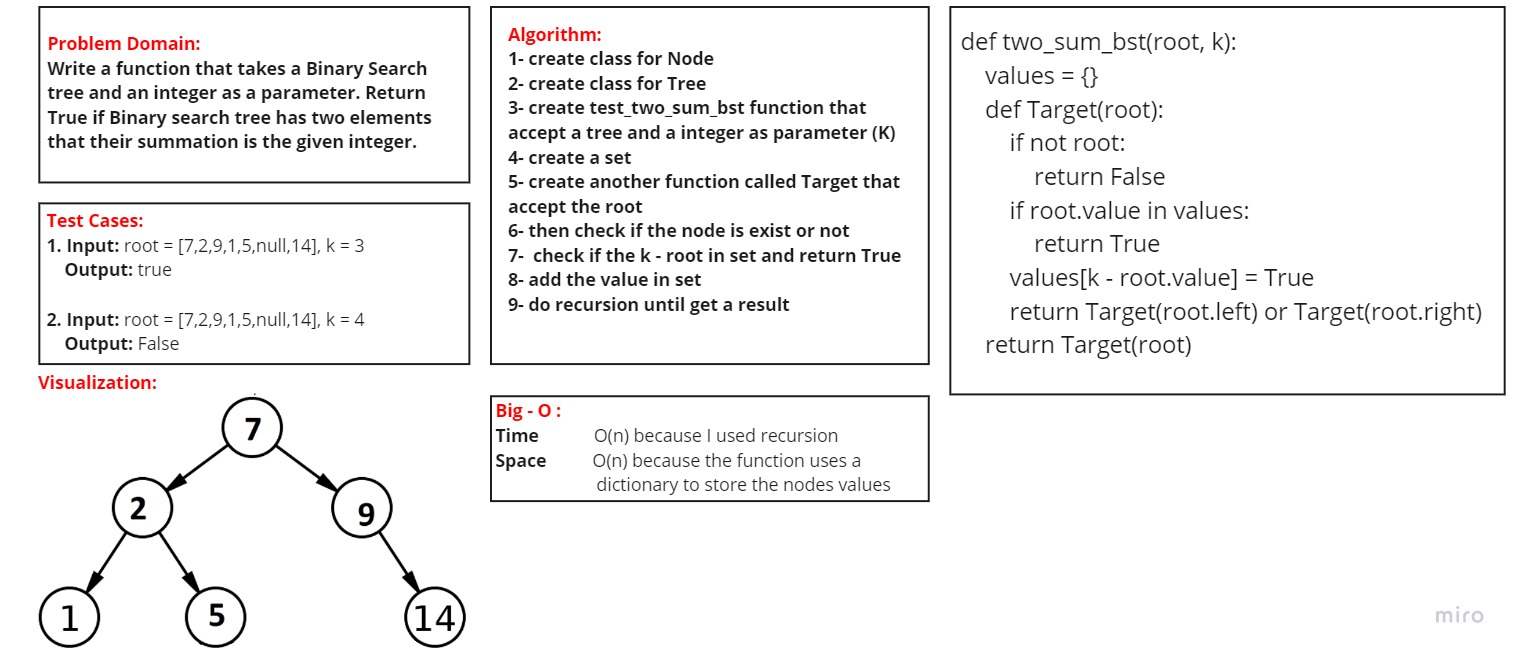 Problem Domain:
Write a function that takes a Binary Search
tree and an integer as a parameter. Return
True if Binary search tree has two elements
that their summation is the given integer.
Test Cases:
1. Input: root = [7,2,9,1,5,null,14], k = 3
Output: true
2. Input: root = [7,2,9,1,5,null,14], k = 4
Output: False
Visualization:
7
2
9
1
5
14
Algorithm:
1- create class for Node
2- create class for Tree
3- create test_two_sum_bst function that
accept a tree and a integer as parameter (K)
4- create a set
5- create another function called Target that
accept the root
6- then check if the node is exist or not
7-  check if the k - root in set and return True
8- add the value in set
9- do recursion until get a result
Big - O :
Time O(n) because I used recursion
Space O(n) because the function uses a
dictionary to store the nodes values
def two_sum_bst(root, k):
values = {}
def Target(root):
if not root:
return False
if root.value in values:
return True
values[k - root.value] = True
return Target(root.left) or Target(root.right)
return Target(root)
miro